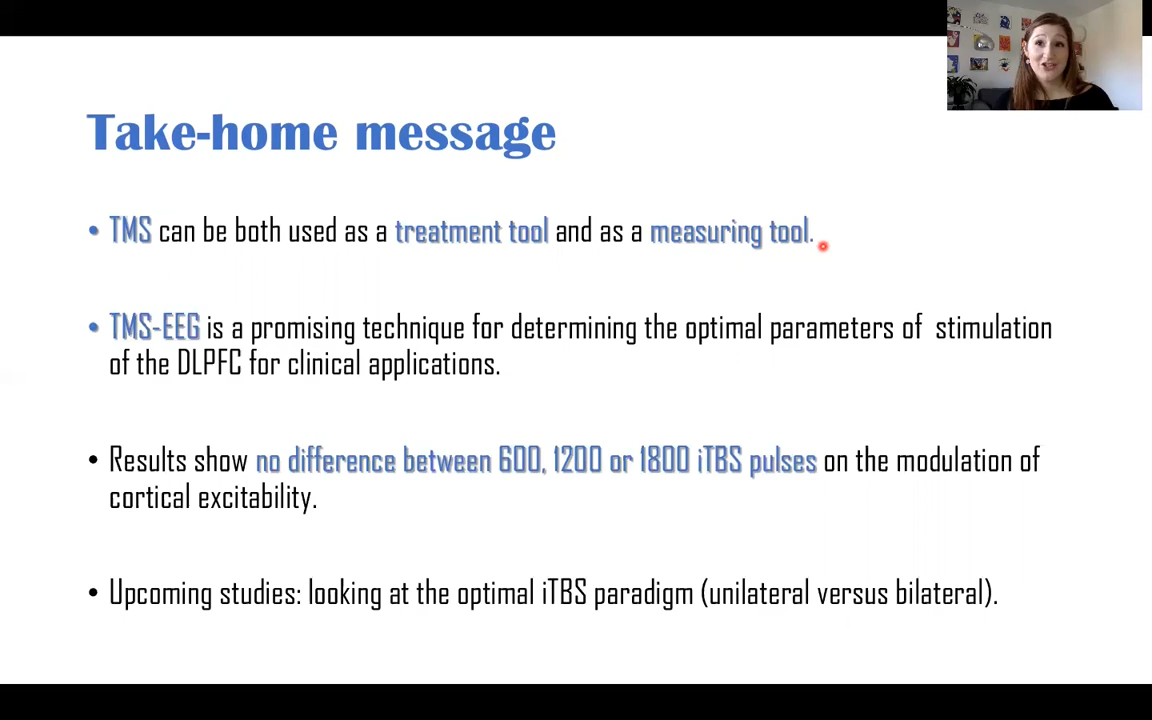 Take-home message
• TMS can be both used as a treatment tool and as a measuring tool.
• TMS-EEG is a promising technique for determining the optimal parameters of stimulation
of the DLPFC for clinical applications.
• Results show no difference between 600, 1200 or 1800 iTBS pulses on the modulation of
cortical excitability.
• Upcoming studies: looking at the optimal iTBS paradigm (unilateral versus bilateral).